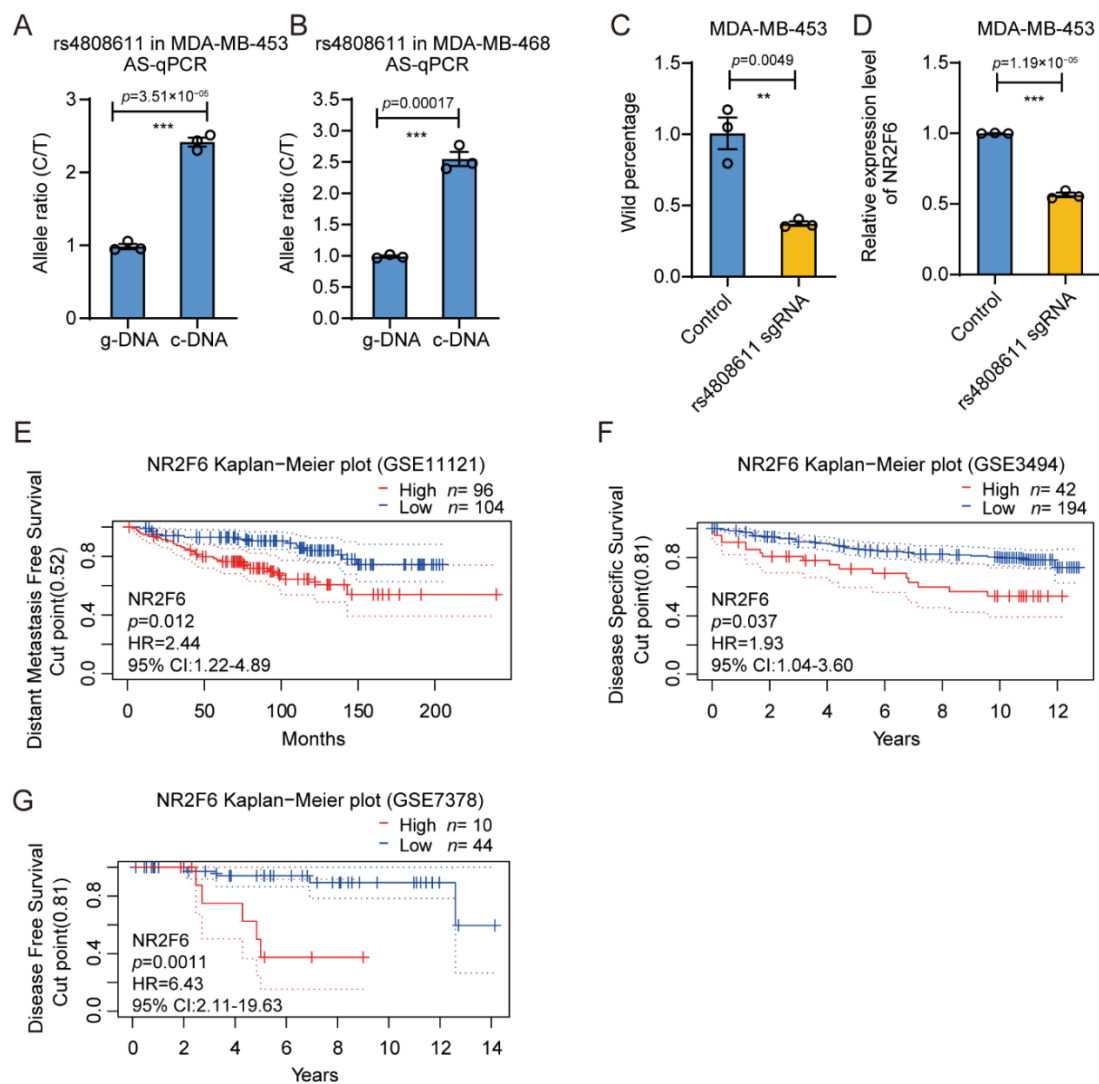 A
rs4808611 in MDA-MB-453
AS-qPCR
p=3.51×10⁻⁰⁵
***
3
2
1
0
Allele ratio (C/T)
g-DNA c-DNA
B
rs4808611 in MDA-MB-468
AS-qPCR
p=0.00017
***
3.5
3.0
2.5
2.0
1.5
1.0
0.5
0.0
Allele ratio (C/T)
g-DNA c-DNA
C
MDA-MB-453
p=0.0049
**
1.5
1.0
0.5
0.0
Wild percentage
Control
rs4808611 sgRNA
D
MDA-MB-453
p=1.19×10⁻⁰⁵
***
1.5
1.0
0.5
0.0
Relative expression level
of NR2F6
Control
rs4808611 sgRNA
E
NR2F6 Kaplan−Meier plot (GSE11121)
High n= 96
Low n= 104
Distant Metastasis Free Survival
Cut point(0.52)
0.8
0.4
0.0
NR2F6
p=0.012
HR=2.44
95% CI:1.22-4.89
0 50 100 150 200
Months
F
NR2F6 Kaplan−Meier plot (GSE3494)
High n= 42
Low n= 194
Disease Specific Survival
Cut point(0.81)
0.8
0.4
0.0
NR2F6
p=0.037
HR=1.93
95% CI:1.04-3.60
0 2 4 6 8 10 12
Years
G
NR2F6 Kaplan−Meier plot (GSE7378)
High n= 10
Low n= 44
Disease Free Survival
Cut point(0.81)
0.8
0.4
0.0
NR2F6
p=0.0011
HR=6.43
95% CI:2.11-19.63
0 2 4 6 8 10 12 14
Years